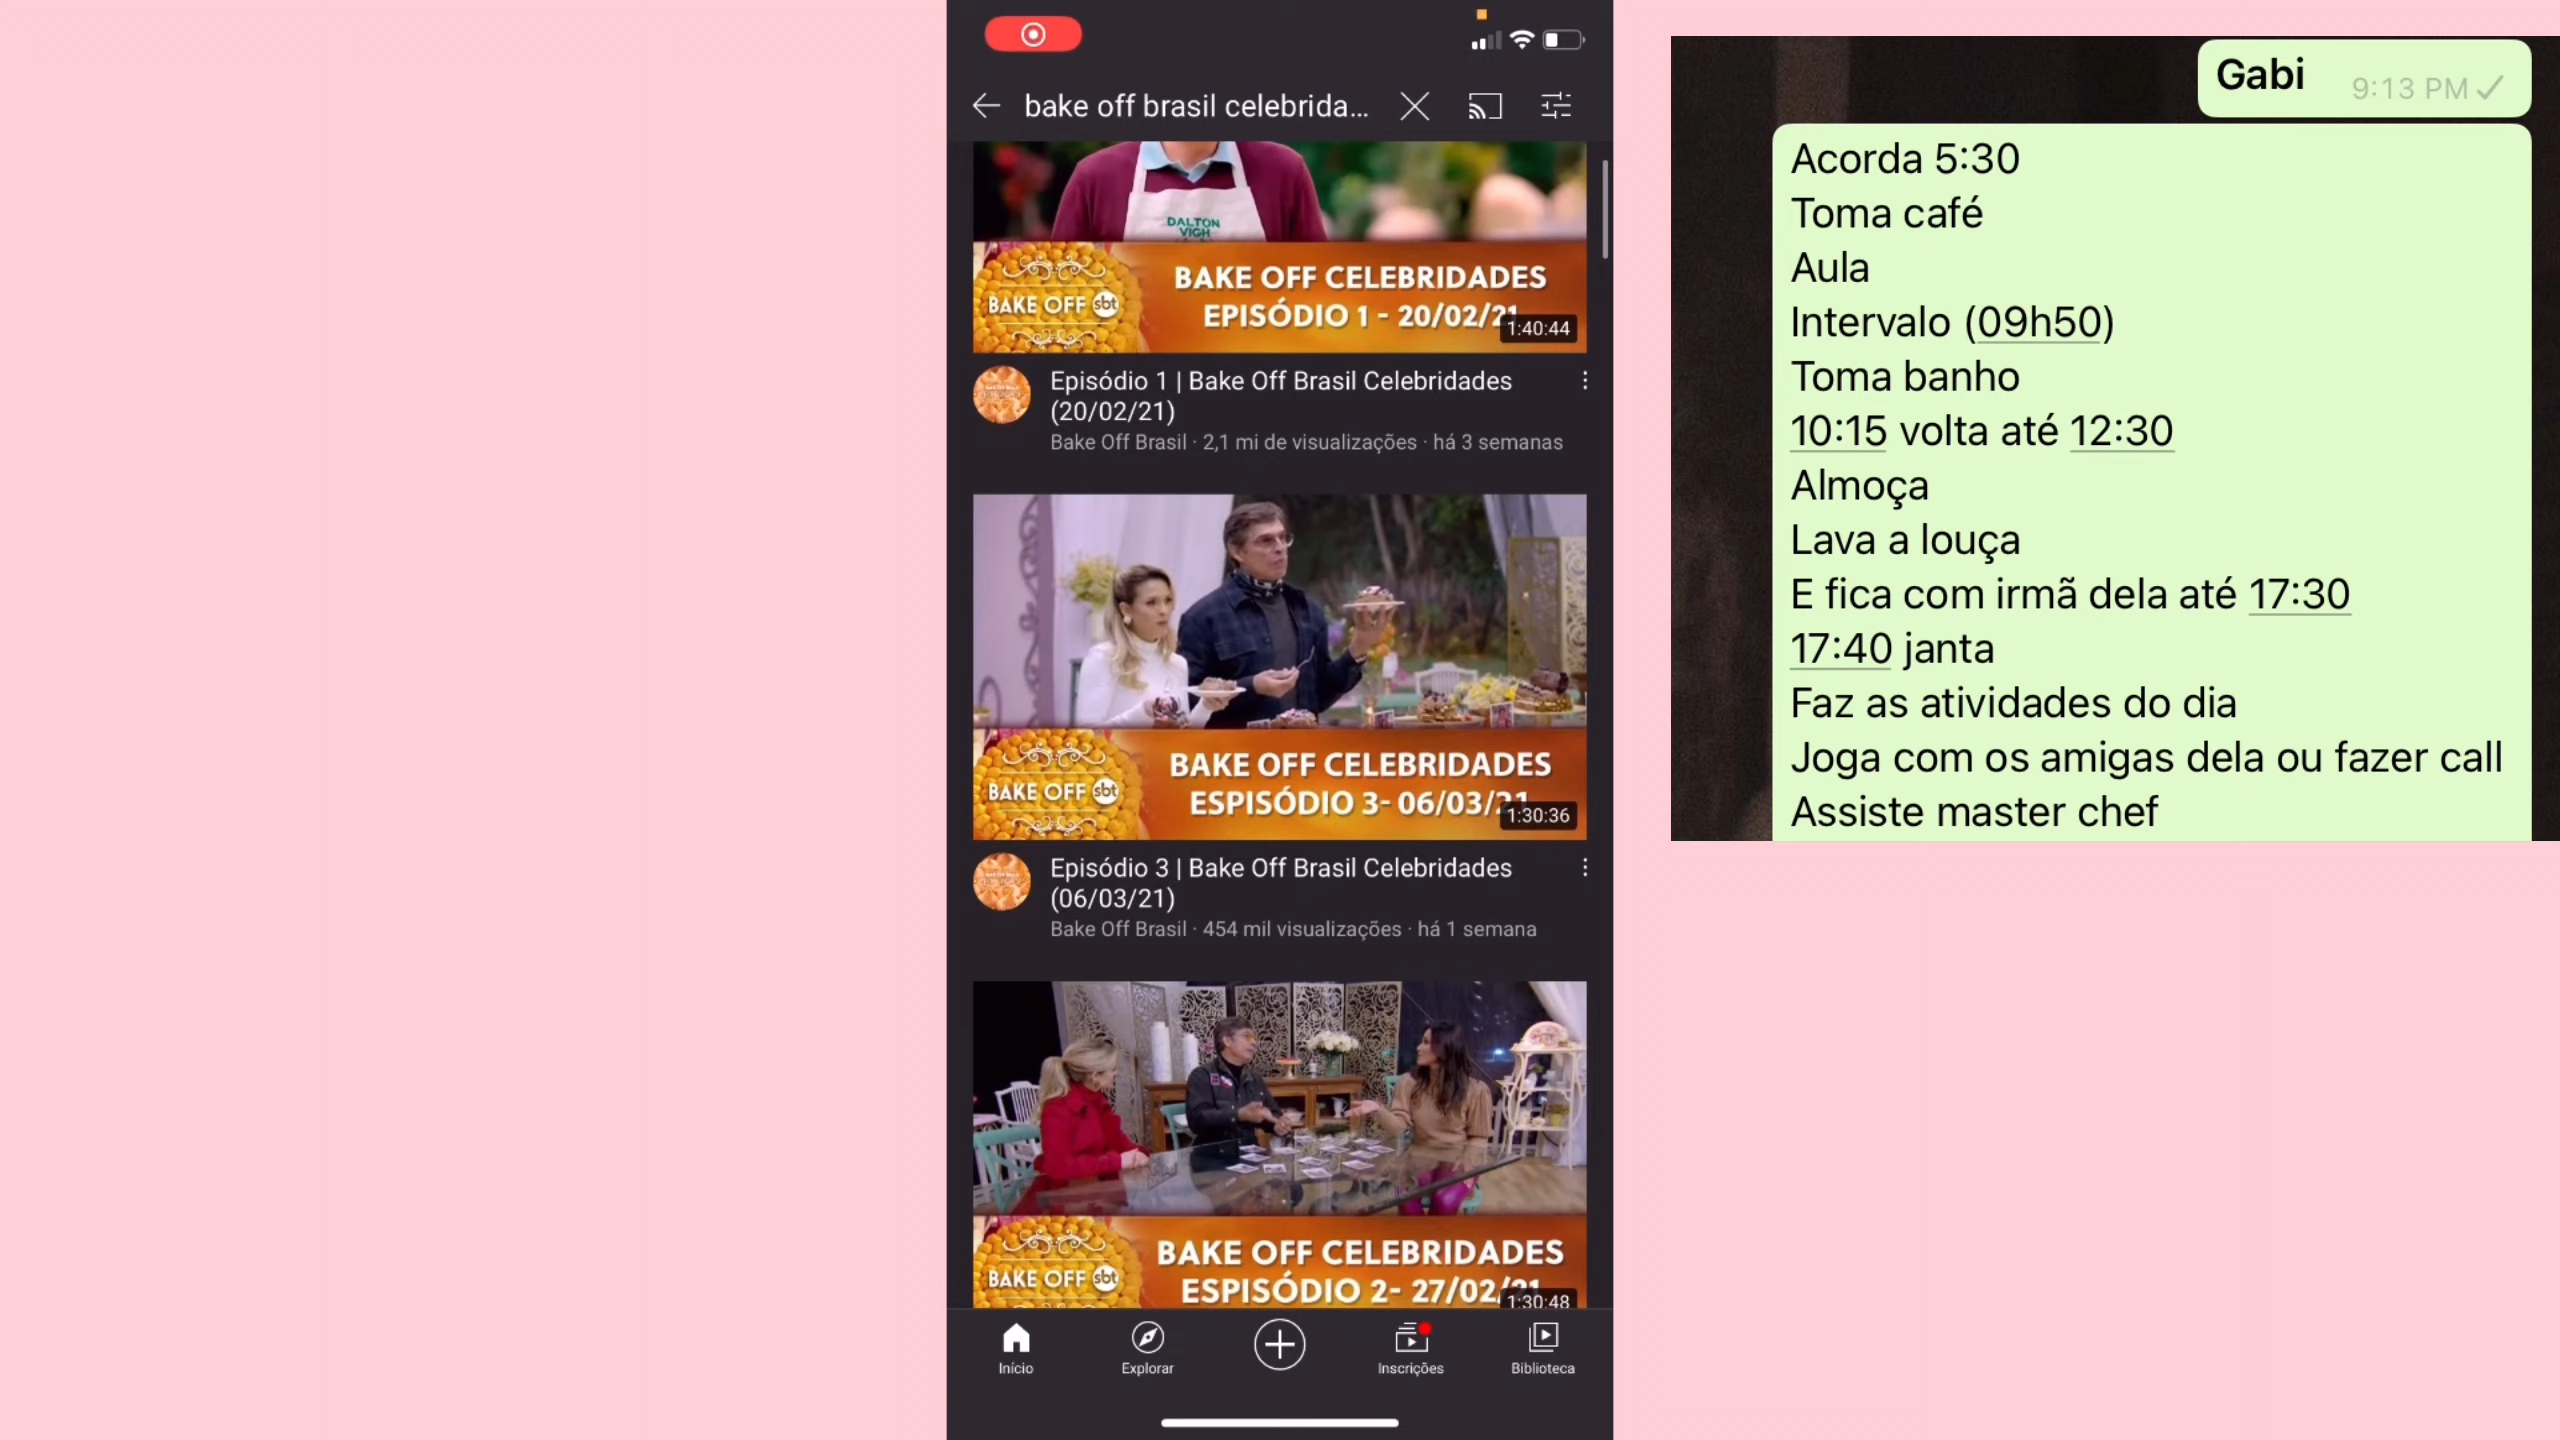 bake off brasil celebrida...
DALTON
VIGH
BAKE OFF sbt
BAKE OFF CELEBRIDADES
EPISÓDIO 1 - 20/02/21
1:40:44
Episódio 1 | Bake Off Brasil Celebridades
(20/02/21)
Bake Off Brasil · 2,1 mi de visualizações · há 3 semanas
BAKE OFF sbt
BAKE OFF CELEBRIDADES
ESPISÓDIO 3- 06/03/21
1:30:36
Episódio 3 | Bake Off Brasil Celebridades
(06/03/21)
Bake Off Brasil · 454 mil visualizações · há 1 semana
BAKE OFF sbt
BAKE OFF CELEBRIDADES
ESPISÓDIO 2- 27/02/21
1:30:48
Início
Explorar
Inscrições
Biblioteca
Gabi 9:13 PM
Acorda 5:30
Toma café
Aula
Intervalo (09h50)
Toma banho
10:15 volta até 12:30
Almoça
Lava a louça
E fica com irmã dela até 17:30
17:40 janta
Faz as atividades do dia
Joga com os amigas dela ou fazer call
Assiste master chef